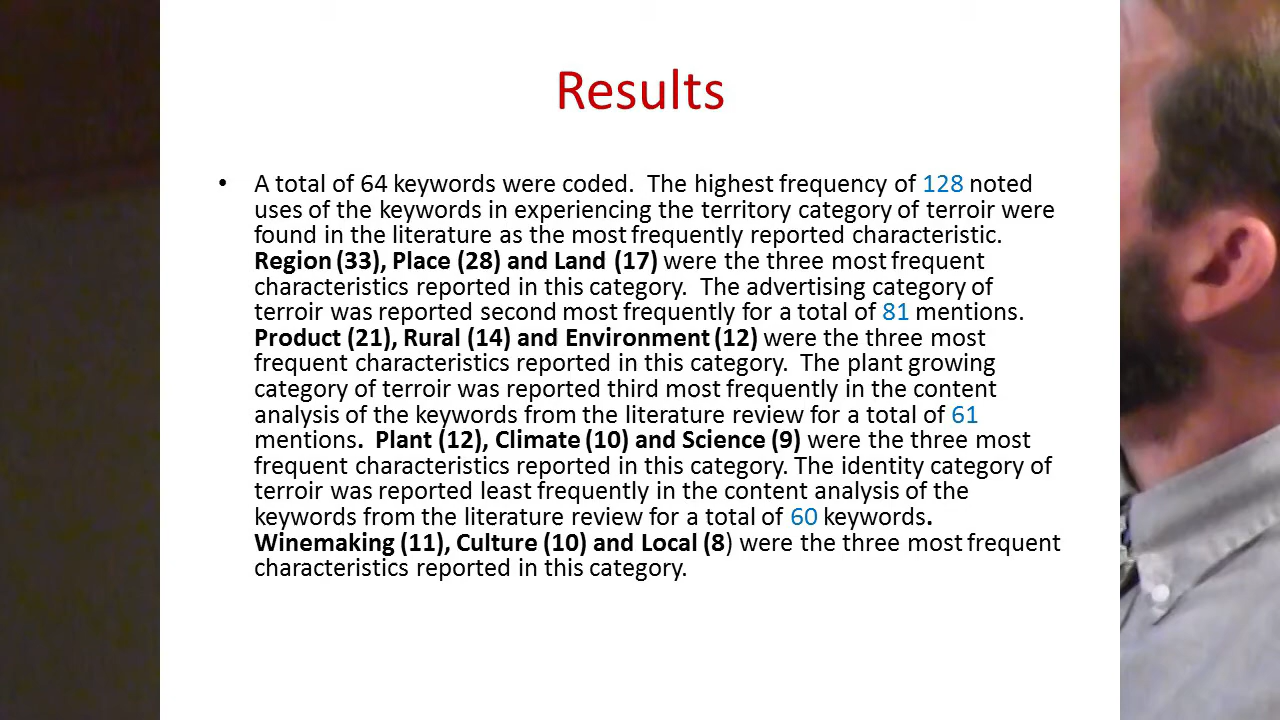 Results
• A total of 64 keywords were coded.  The highest frequency of 128 noted
uses of the keywords in experiencing the territory category of terroir were
found in the literature as the most frequently reported characteristic.
Region (33), Place (28) and Land (17) were the three most frequent
characteristics reported in this category.  The advertising category of
terroir was reported second most frequently for a total of 81 mentions.
Product (21), Rural (14) and Environment (12) were the three most
frequent characteristics reported in this category.  The plant growing
category of terroir was reported third most frequently in the content
analysis of the keywords from the literature review for a total of 61
mentions.  Plant (12), Climate (10) and Science (9) were the three most
frequent characteristics reported in this category. The identity category of
terroir was reported least frequently in the content analysis of the
keywords from the literature review for a total of 60 keywords.
Winemaking (11), Culture (10) and Local (8) were the three most frequent
characteristics reported in this category.